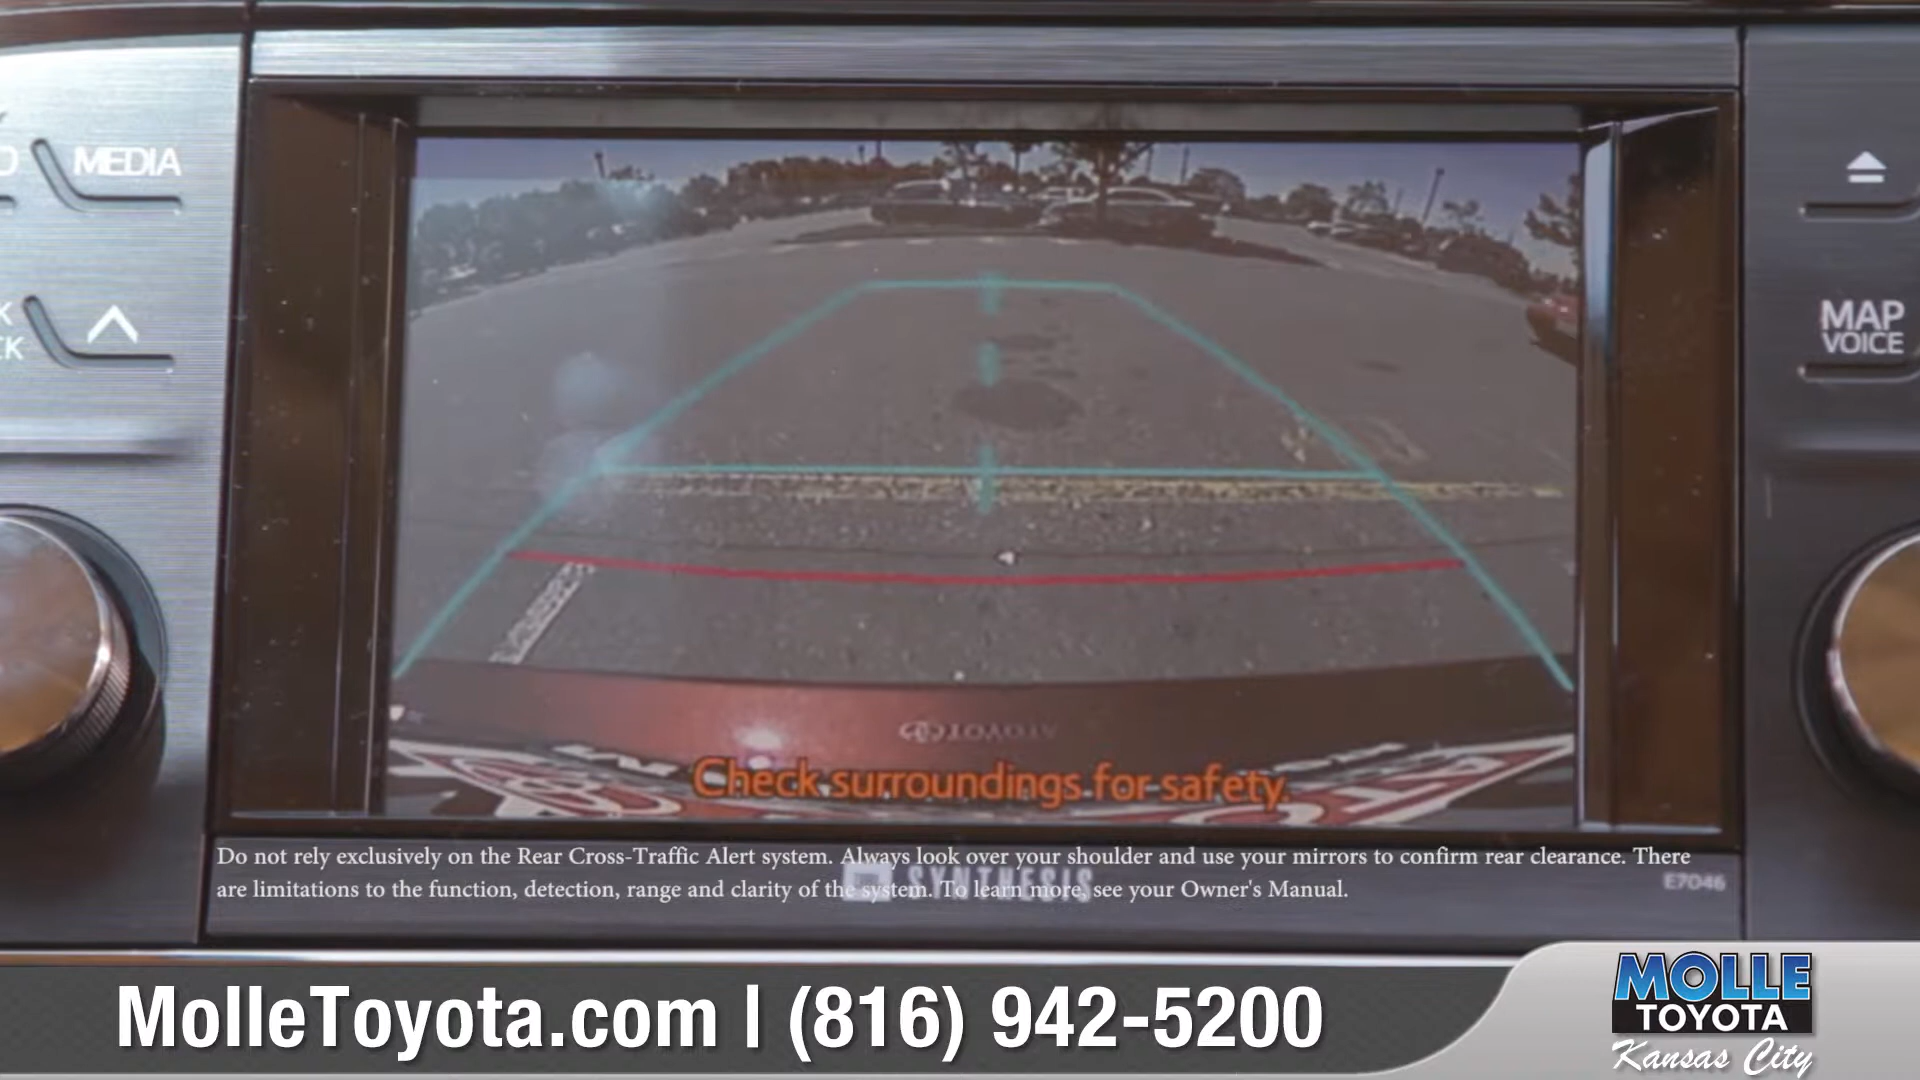 MEDIA
MAP
VOICE
TOYOTA
Check surroundings for safety.
Do not rely exclusively on the Rear Cross-Traffic Alert system. Always look over your shoulder and use your mirrors to confirm rear clearance. There
are limitations to the function, detection, range and clarity of the system. To learn more, see your Owner's Manual.
SYNTHESIS
E7046
MolleToyota.com | (816) 942-5200
MOLLE
TOYOTA
Kansas City